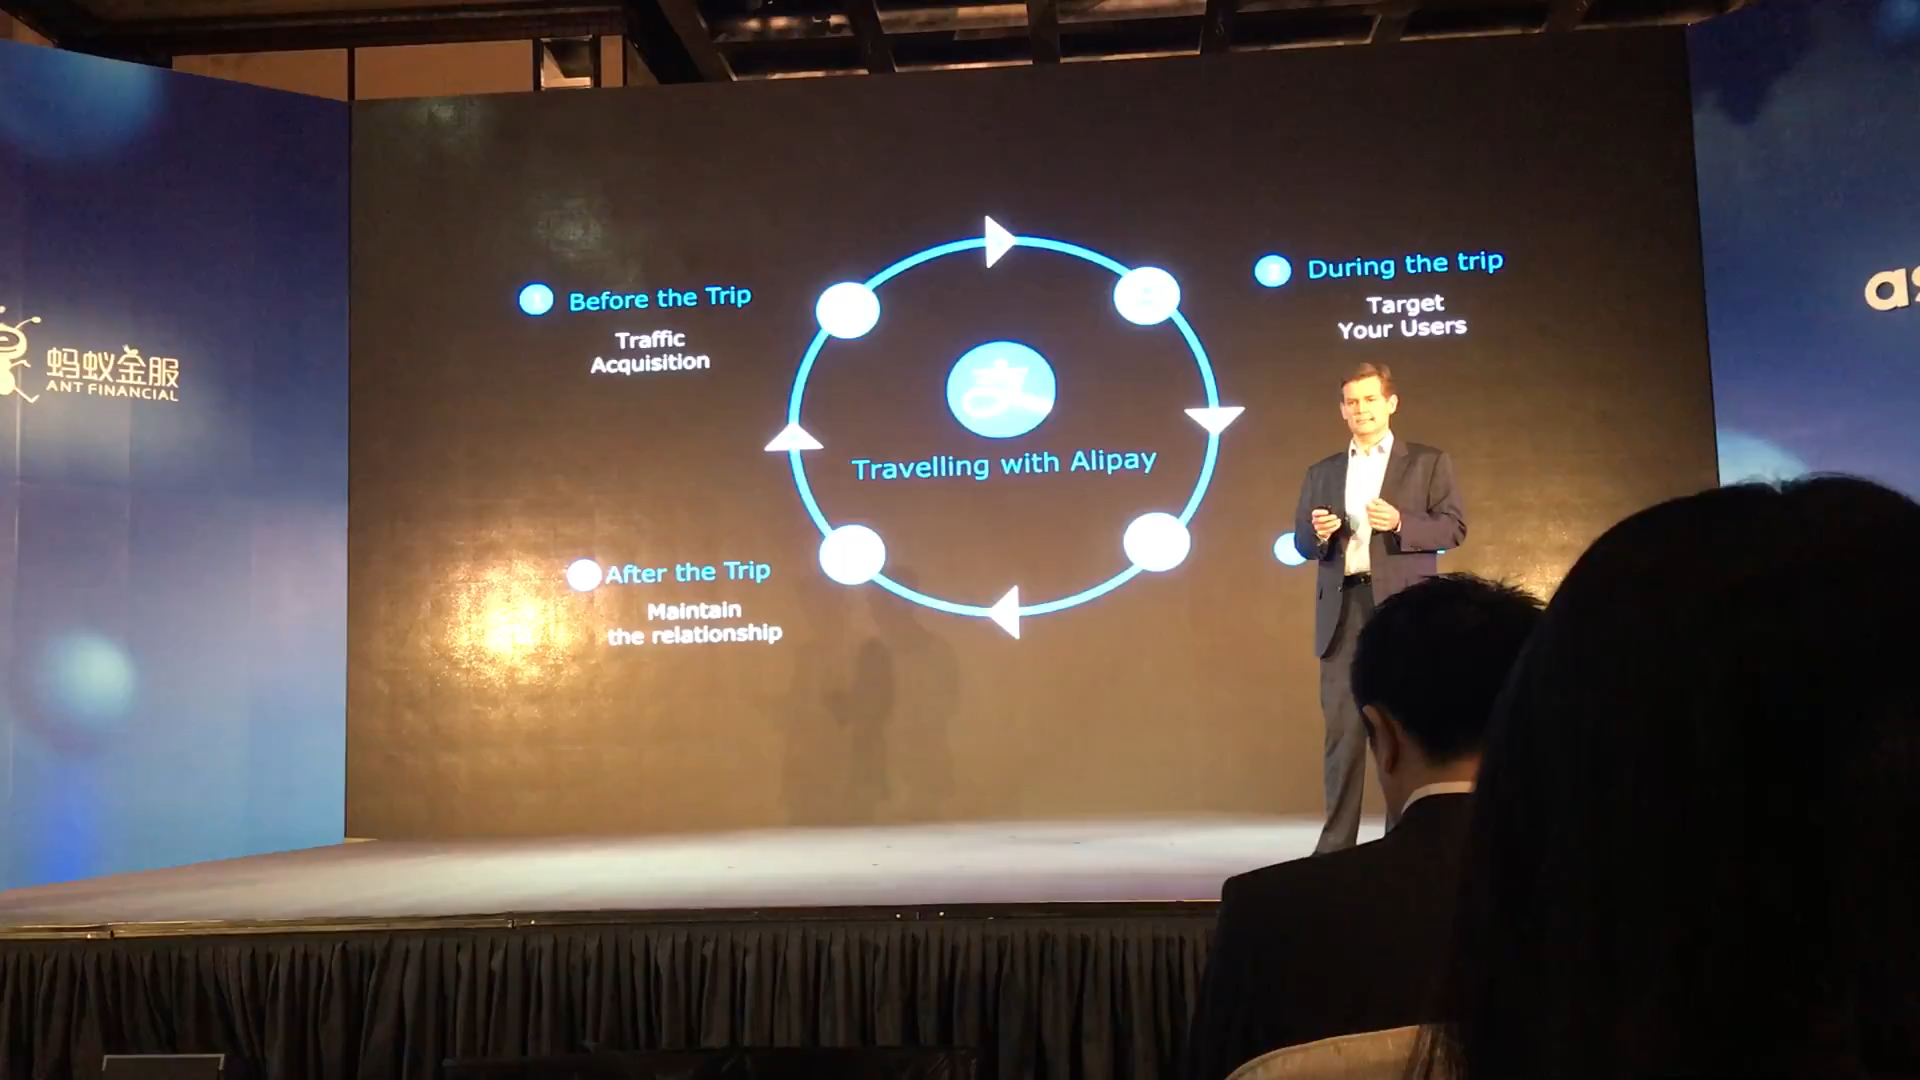 蚂蚁金服
ANT FINANCIAL
Before the Trip
Traffic
Acquisition
During the trip
Target
Your Users
支
Travelling with Alipay
After the Trip
Maintain
the relationship